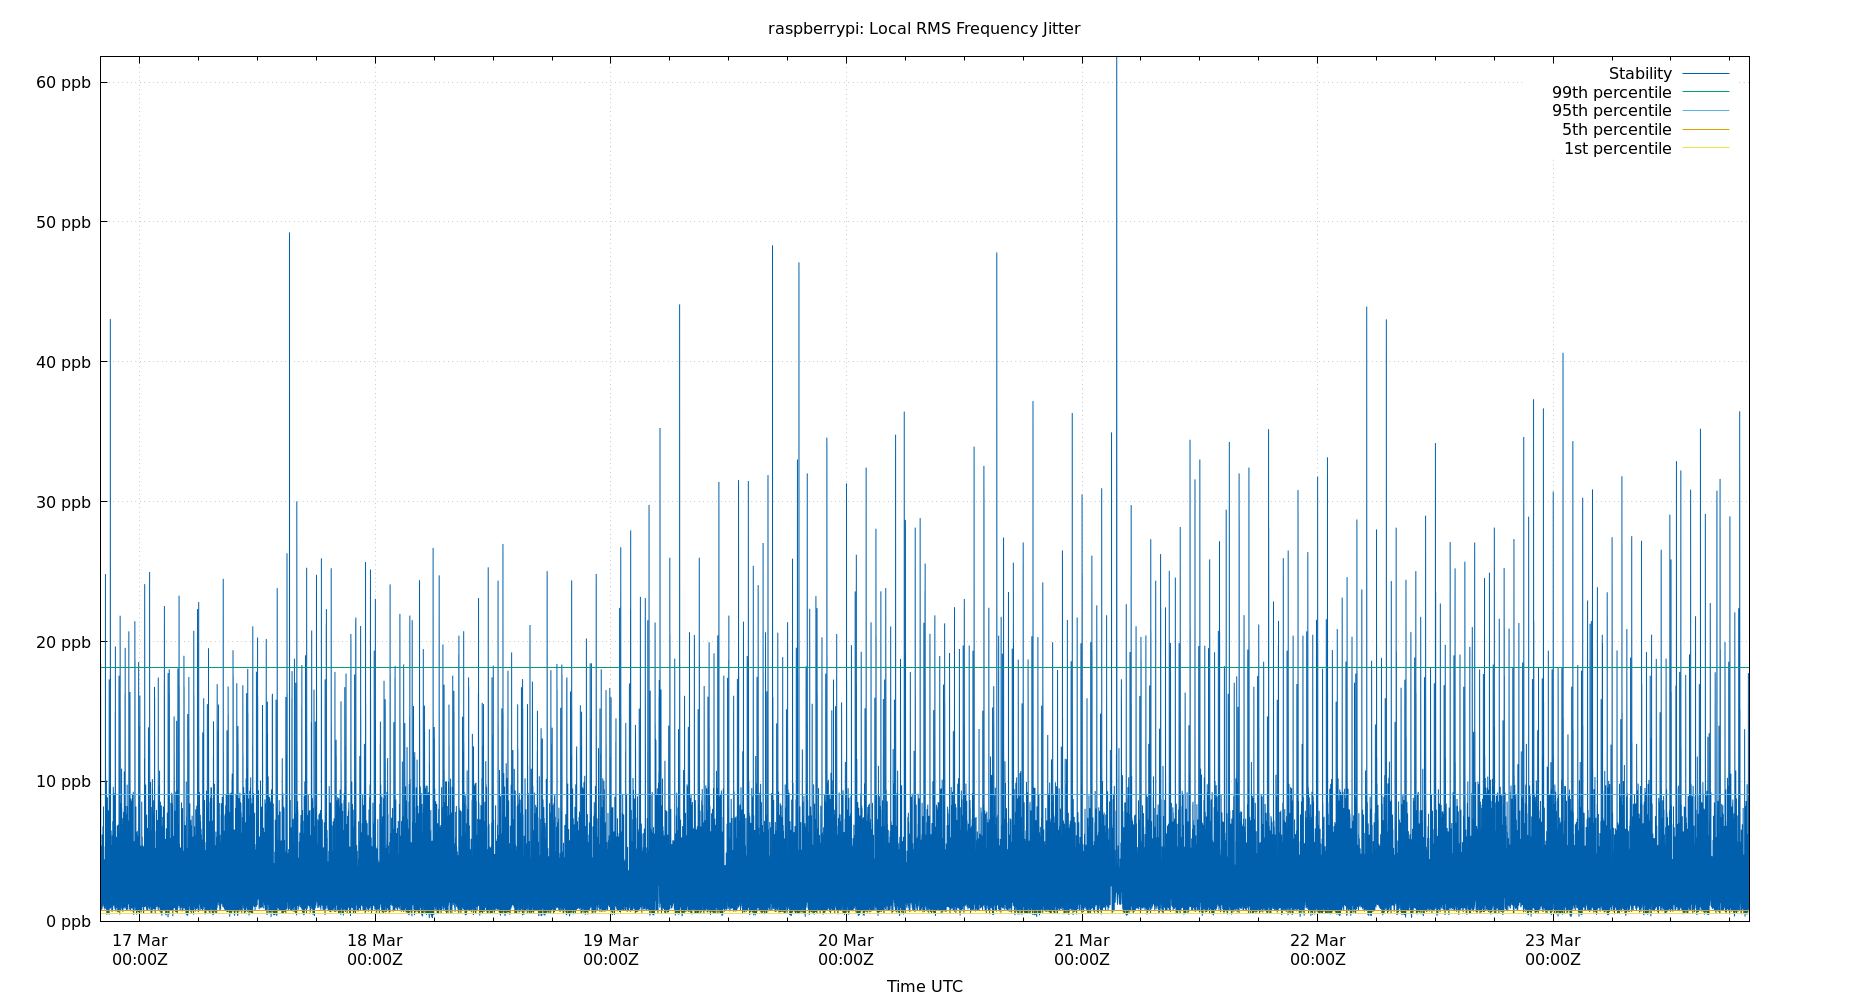 raspberrypi: Local RMS Frequency Jitter
60 ppb
50 ppb
40 ppb
30 ppb
20 ppb
10 ppb
0 ppb
Stability
99th percentile
95th percentile
5th percentile
1st percentile
17 Mar 18 Mar 19 Mar 20 Mar 21 Mar 22 Mar 23 Mar
00:00Z 00:00Z 00:00Z 00:00Z 00:00Z 00:00Z 00:00Z
Time UTC